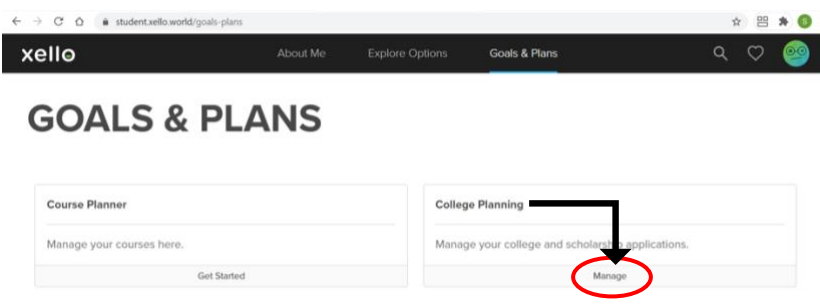 student.xello.world/goals-plans
S
xello About Me Explore Options Goals & Plans
GOALS & PLANS
Course Planner
Manage your courses here.
Get Started
College Planning
Manage your college and scholarship applications.
Manage